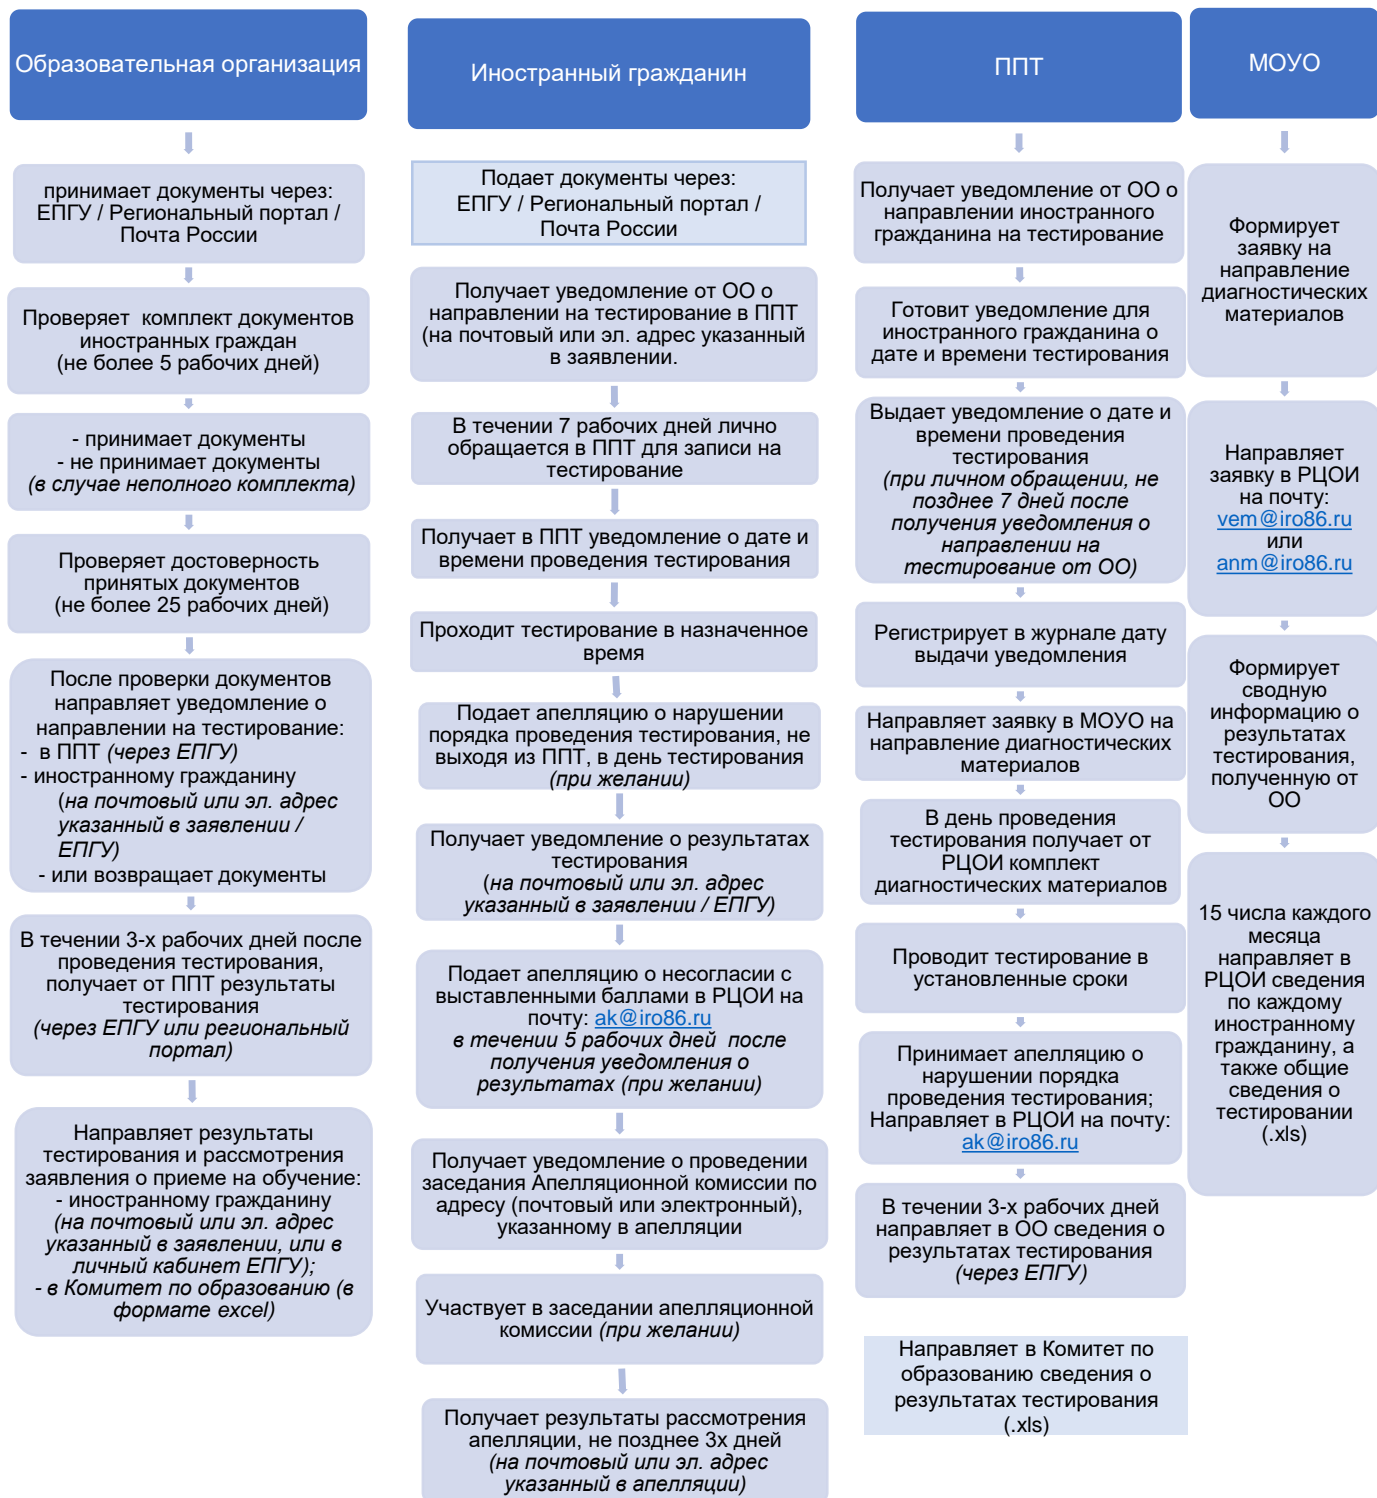 Образовательная организация
принимает документы через:
ЕПГУ / Региональный портал /
Почта России
Проверяет комплект документов
иностранных граждан
(не более 5 рабочих дней)
- принимает документы
- не принимает документы
(в случае неполного комплекта)
Проверяет достоверность
принятых документов
(не более 25 рабочих дней)
После проверки документов
направляет уведомление о
направлении на тестирование:
- в ППТ (через ЕПГУ)
- иностранному гражданину
(на почтовый или эл. адрес
указанный в заявлении /
ЕПГУ)
- или возвращает документы
В течении 3-х рабочих дней после
проведения тестирования,
получает от ППТ результаты
тестирования
(через ЕПГУ или региональный
портал)
Направляет результаты
тестирования и рассмотрения
заявления о приеме на обучение:
- иностранному гражданину
(на почтовый или эл. адрес
указанный в заявлении, или в
личный кабинет ЕПГУ);
- в Комитет по образованию (в
формате excel)
Иностранный гражданин
Подает документы через:
ЕПГУ / Региональный портал /
Почта России
Получает уведомление от ОО о
направлении на тестирование в ППТ
(на почтовый или эл. адрес указанный
в заявлении.
В течении 7 рабочих дней лично
обращается в ППТ для записи на
тестирование
Получает в ППТ уведомление о дате и
времени проведения тестирования
Проходит тестирование в назначенное
время
Подает апелляцию о нарушении
порядка проведения тестирования, не
выходя из ППТ, в день тестирования
(при желании)
Получает уведомление о результатах
тестирования
(на почтовый или эл. адрес
указанный в заявлении / ЕПГУ)
Подает апелляцию о несогласии с
выставленными баллами в РЦОИ на
почту: ak@iro86.ru
в течении 5 рабочих дней после
получения уведомления о
результатах (при желании)
Получает уведомление о проведении
заседания Апелляционной комиссии по
адресу (почтовый или электронный),
указанному в апелляции
Участвует в заседании апелляционной
комиссии (при желании)
Получает результаты рассмотрения
апелляции, не позднее 3х дней
(на почтовый или эл. адрес
указанный в апелляции)
ППТ
Получает уведомление от ОО о
направлении иностранного
гражданина на тестирование
Готовит уведомление для
иностранного гражданина о
дате и времени тестирования
Выдает уведомление о дате и
времени проведения
тестирования
(при личном обращении, не
позднее 7 дней после
получения уведомления о
направлении на
тестирование от ОО)
Регистрирует в журнале дату
выдачи уведомления
Направляет заявку в МОУО на
направление диагностических
материалов
В день проведения
тестирования получает от
РЦОИ комплект
диагностических материалов
Проводит тестирование в
установленные сроки
Принимает апелляцию о
нарушении порядка
проведения тестирования;
Направляет в РЦОИ на почту:
ak@iro86.ru
В течении 3-х рабочих дней
направляет в ОО сведения о
результатах тестирования
(через ЕПГУ)
Направляет в Комитет по
образованию сведения о
результатах тестирования
(.xls)
МОУО
Формирует
заявку на
направление
диагностических
материалов
Направляет
заявку в РЦОИ
на почту:
vem@iro86.ru
или
anm@iro86.ru
Формирует
сводную
информацию о
результатах
тестирования,
полученную от
ОО
15 числа каждого
месяца
направляет в
РЦОИ сведения
по каждому
иностранному
гражданину, а
также общие
сведения о
тестировании
(.xls)